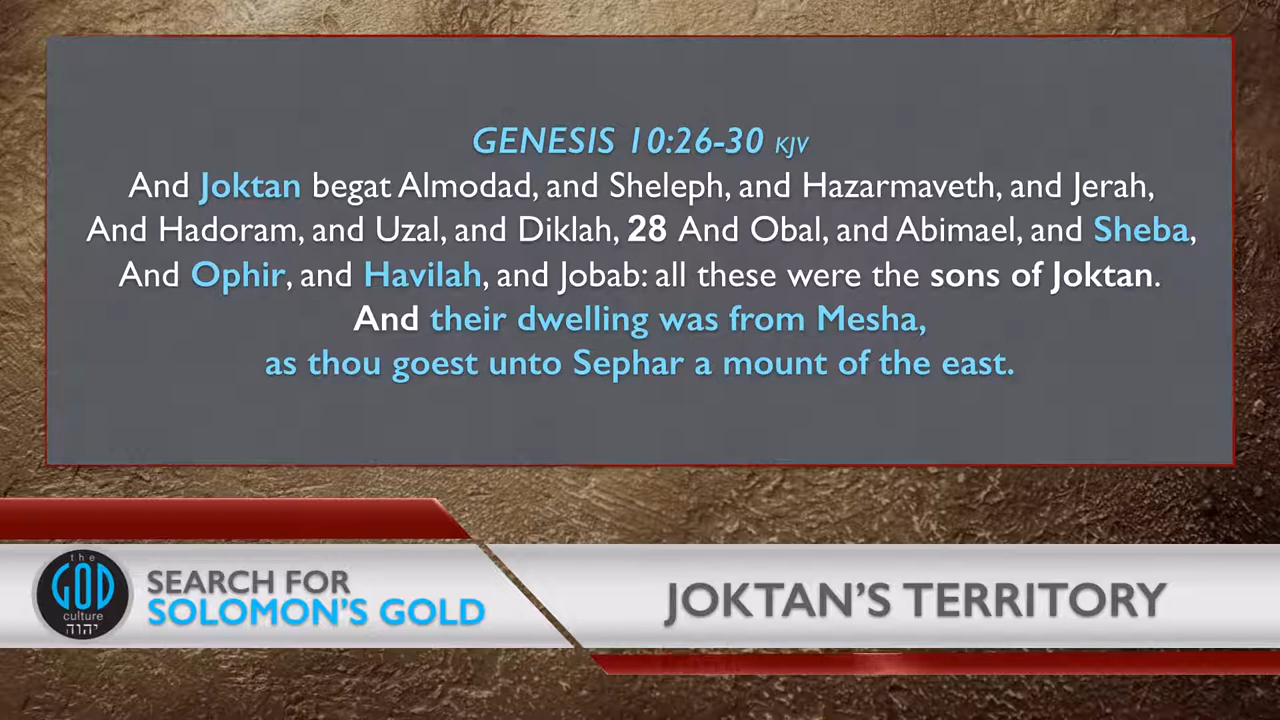 GENESIS 10:26-30 KJV
And Joktan begat Almodad, and Sheleph, and Hazarmaveth, and Jerah,
And Hadoram, and Uzal, and Diklah, 28 And Obal, and Abimael, and Sheba,
And Ophir, and Havilah, and Jobab: all these were the sons of Joktan.
And their dwelling was from Mesha,
as thou goest unto Sephar a mount of the east.
the
GOD
culture
יהוה
SEARCH FOR
SOLOMON'S GOLD
JOKTAN'S TERRITORY